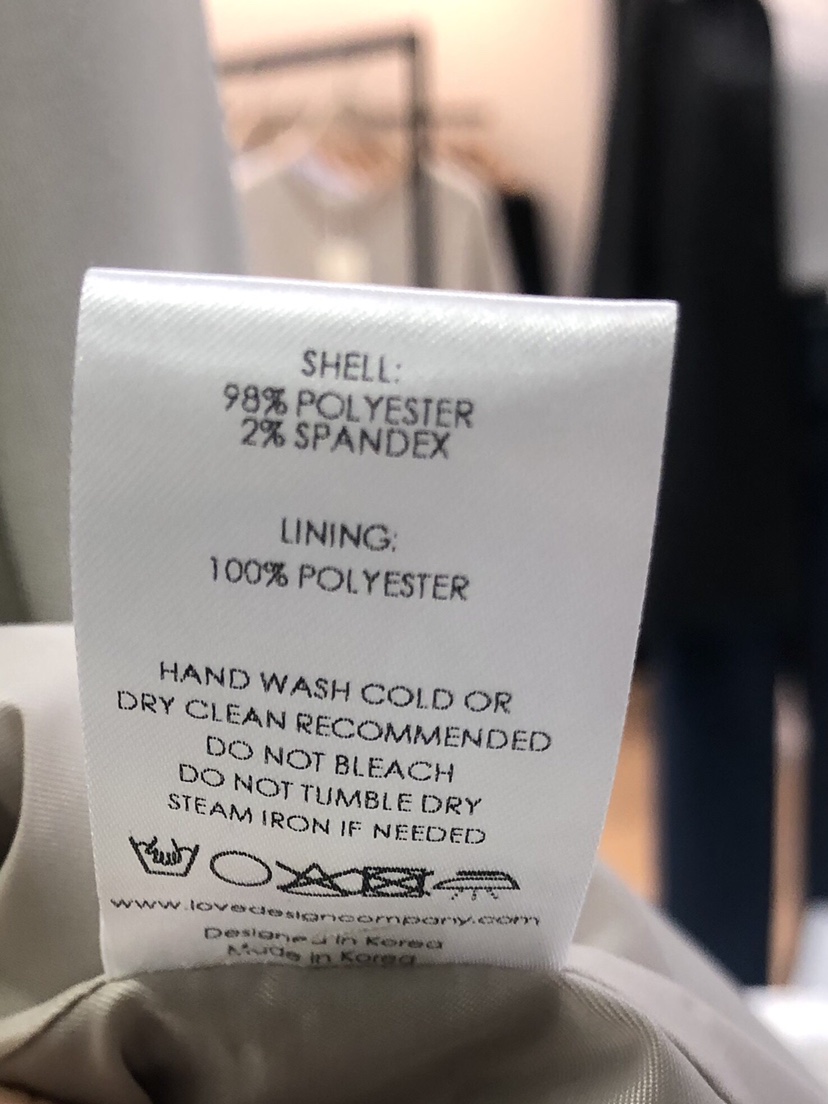 SHELL:
98% POLYESTER
2% SPANDEX
LINING:
100% POLYESTER
HAND WASH COLD OR
DRY CLEAN RECOMMENDED
DO NOT BLEACH
DO NOT TUMBLE DRY
STEAM IRON IF NEEDED
www.lovedesigncompany.com
Designed in Korea
Made in Korea